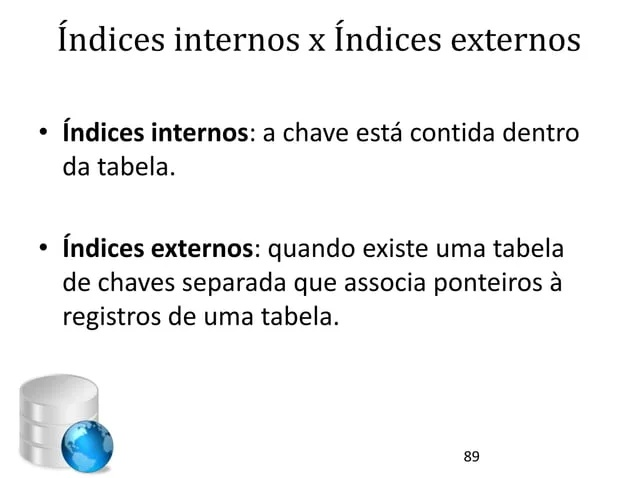 Índices internos x Índices externos
• Índices internos: a chave está contida dentro
da tabela.
• Índices externos: quando existe uma tabela
de chaves separada que associa ponteiros à
registros de uma tabela.
89